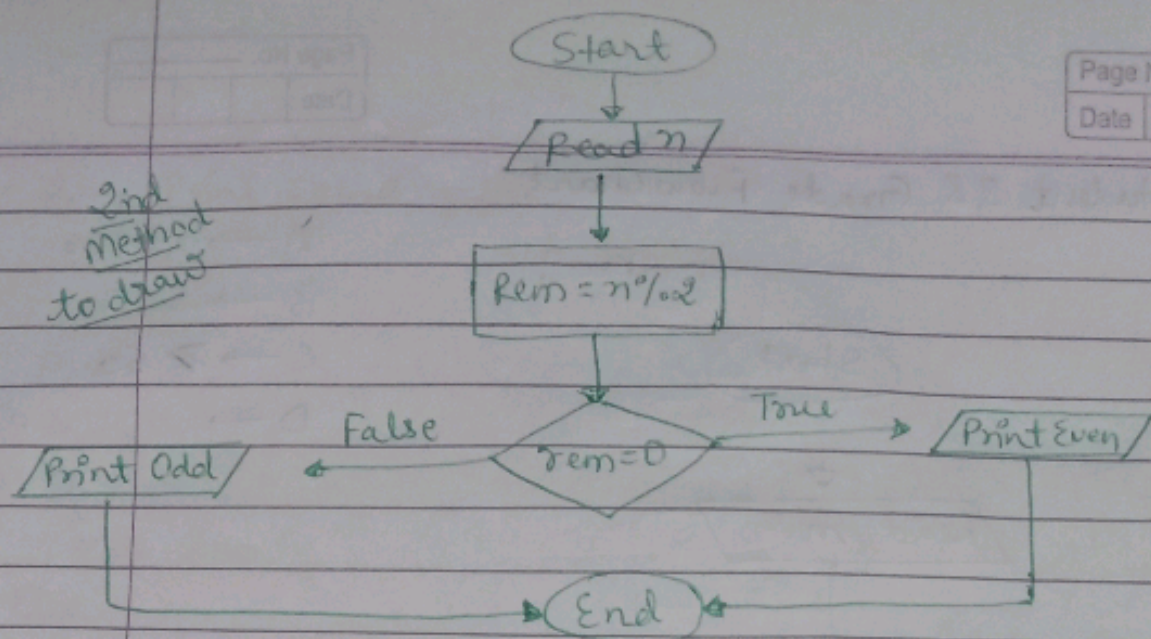 Start
Page N
Date
Read n
2nd
Method
to draw
Rem = n%2
False
True
Print Odd
rem=0
Print Even
End